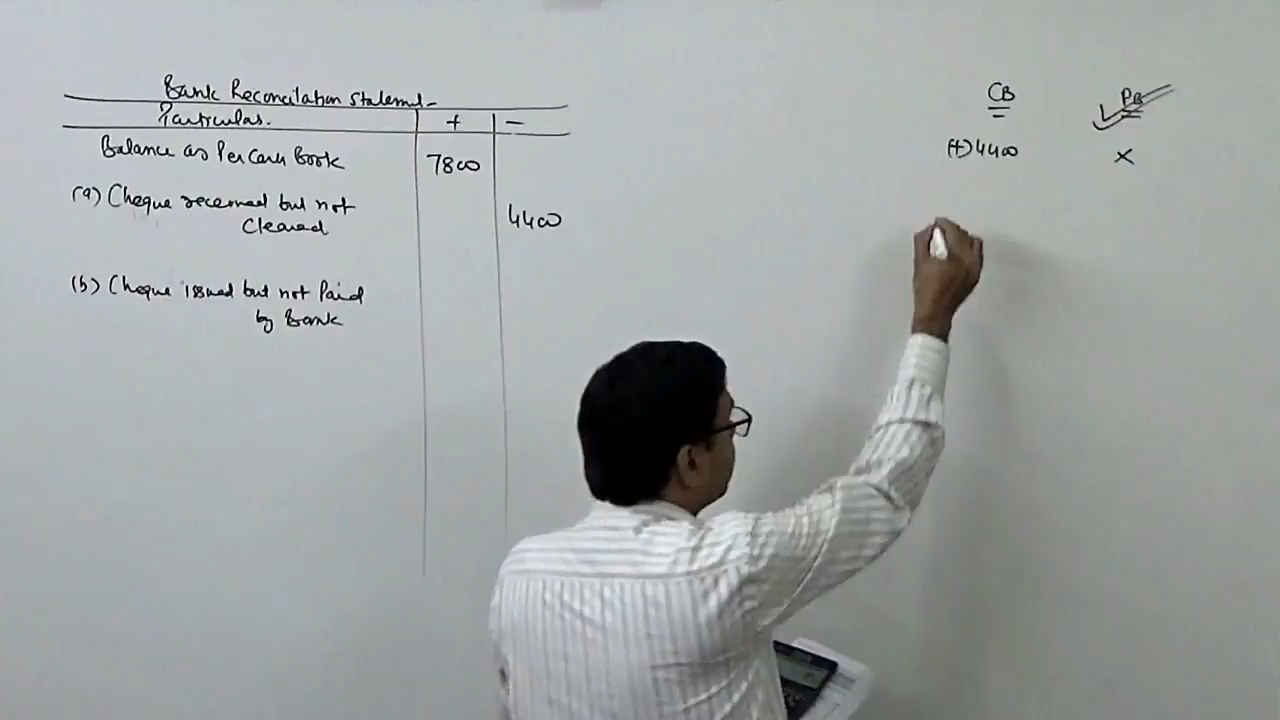 Bank Reconcilation Statemt-
Particulars.
+
-
Balance as Per Cash Book
7800
(a) Cheque received but not
Cleared
4400
(b) Cheque issued but not Paid
by Bank
CB
PB
(+) 4400
×